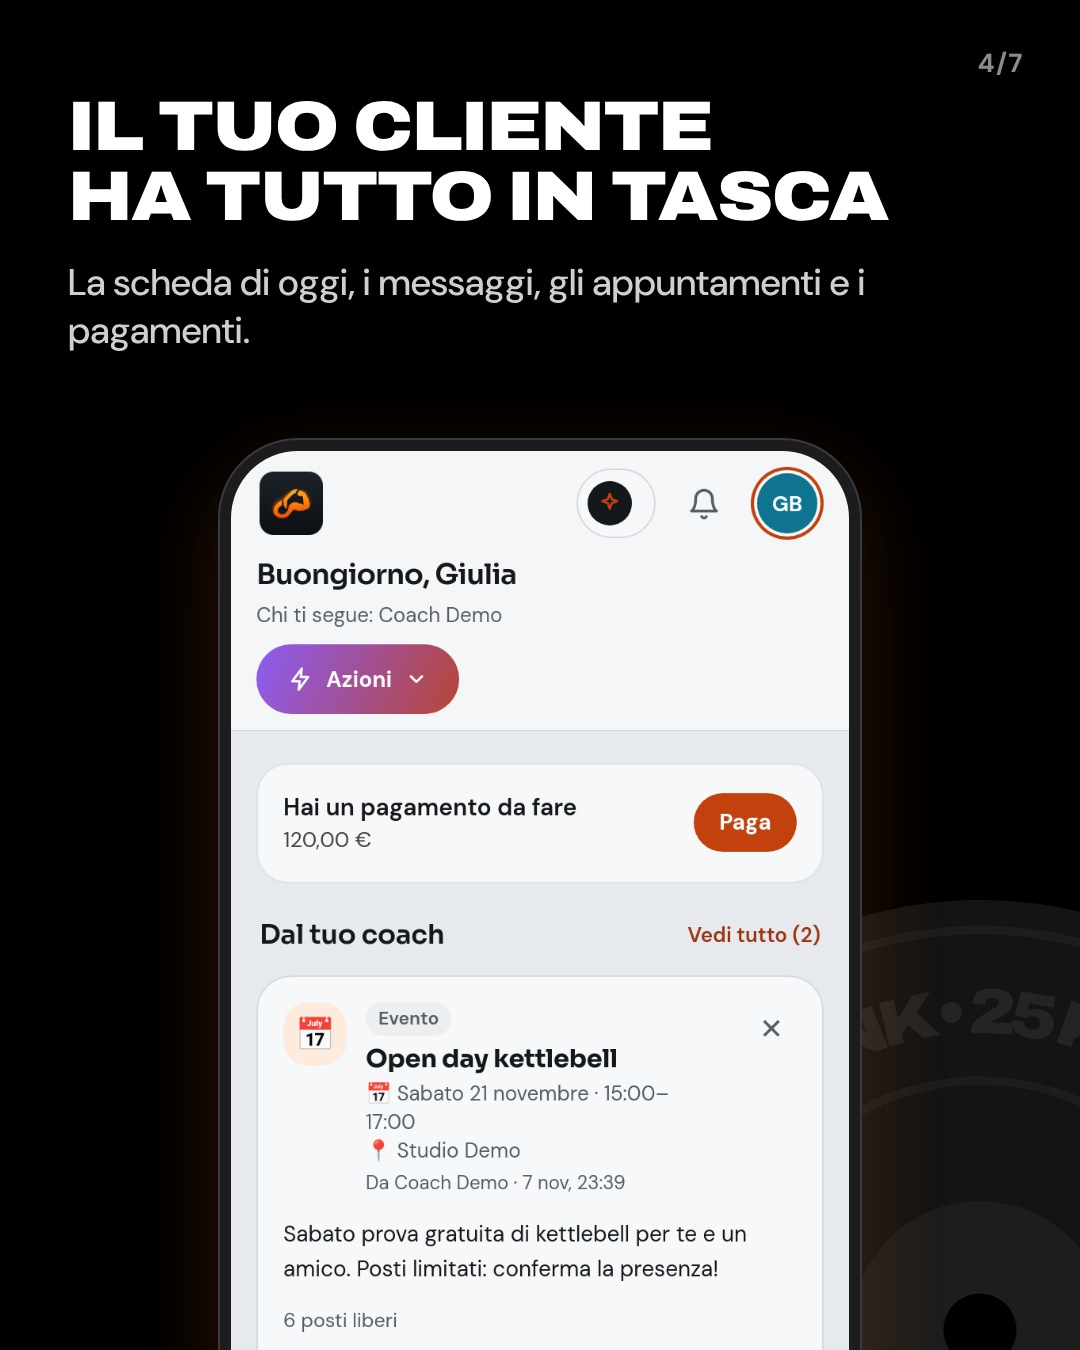 4/7
IL TUO CLIENTE
HA TUTTO IN TASCA
La scheda di oggi, i messaggi, gli appuntamenti e i
pagamenti.
GB
Buongiorno, Giulia
Chi ti segue: Coach Demo
Azioni
Hai un pagamento da fare
120,00 €
Paga
Dal tuo coach
Vedi tutto (2)
July
17
Evento
Open day kettlebell
📅 Sabato 21 novembre · 15:00–
17:00
📍 Studio Demo
Da Coach Demo · 7 nov, 23:39
Sabato prova gratuita di kettlebell per te e un
amico. Posti limitati: conferma la presenza!
6 posti liberi